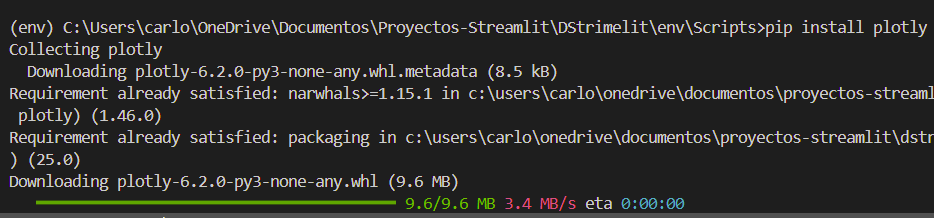 (env) C:\Users\carlo\OneDrive\Documentos\Proyectos-Streamlit\DStrimelit\env\Scripts>pip install plotly
Collecting plotly
  Downloading plotly-6.2.0-py3-none-any.whl.metadata (8.5 kB)
Requirement already satisfied: narwhals>=1.15.1 in c:\users\carlo\onedrive\documentos\proyectos-streaml
 plotly) (1.46.0)
Requirement already satisfied: packaging in c:\users\carlo\onedrive\documentos\proyectos-streamlit\dstr
) (25.0)
Downloading plotly-6.2.0-py3-none-any.whl (9.6 MB)
9.6/9.6 MB 3.4 MB/s eta 0:00:00